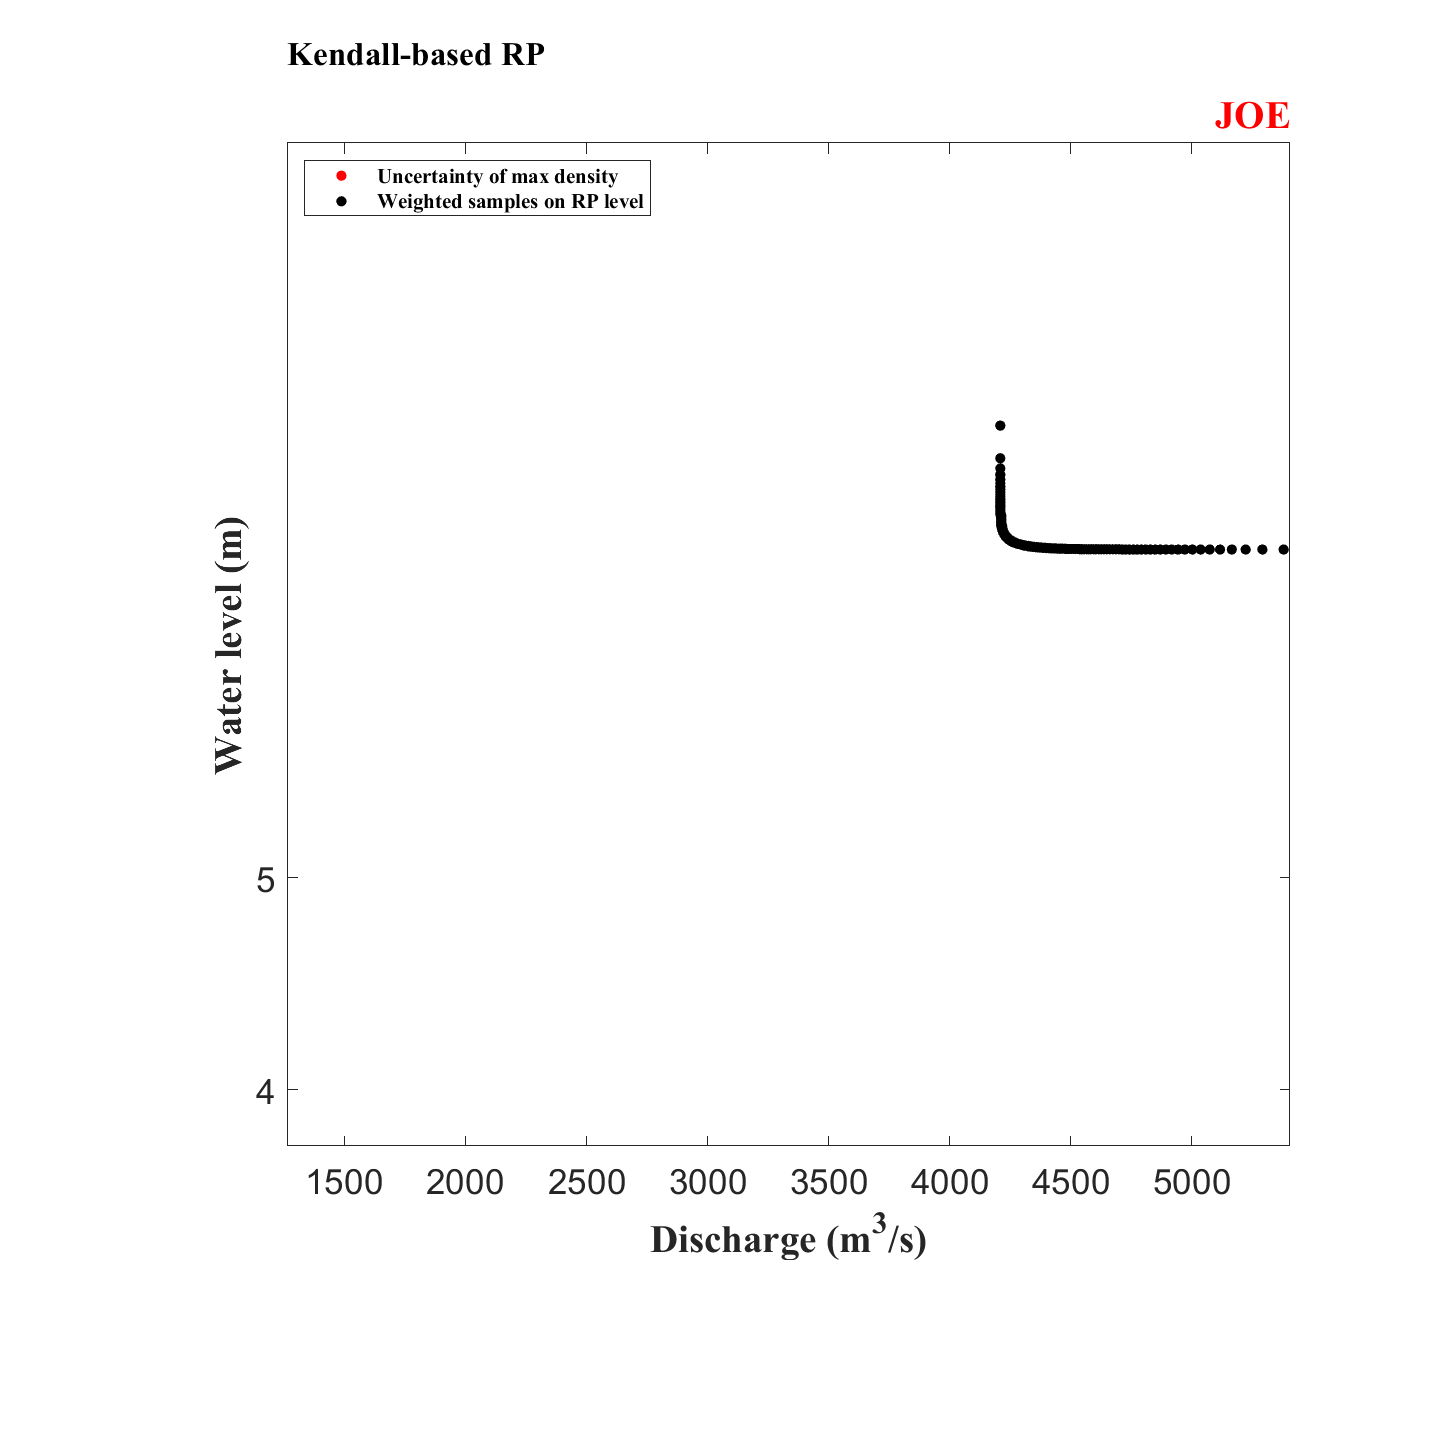 Kendall-based RP
JOE
Uncertainty of max density
Weighted samples on RP level
Water level (m)
5
4
1500 2000 2500 3000 3500 4000 4500 5000
Discharge (m³/s)